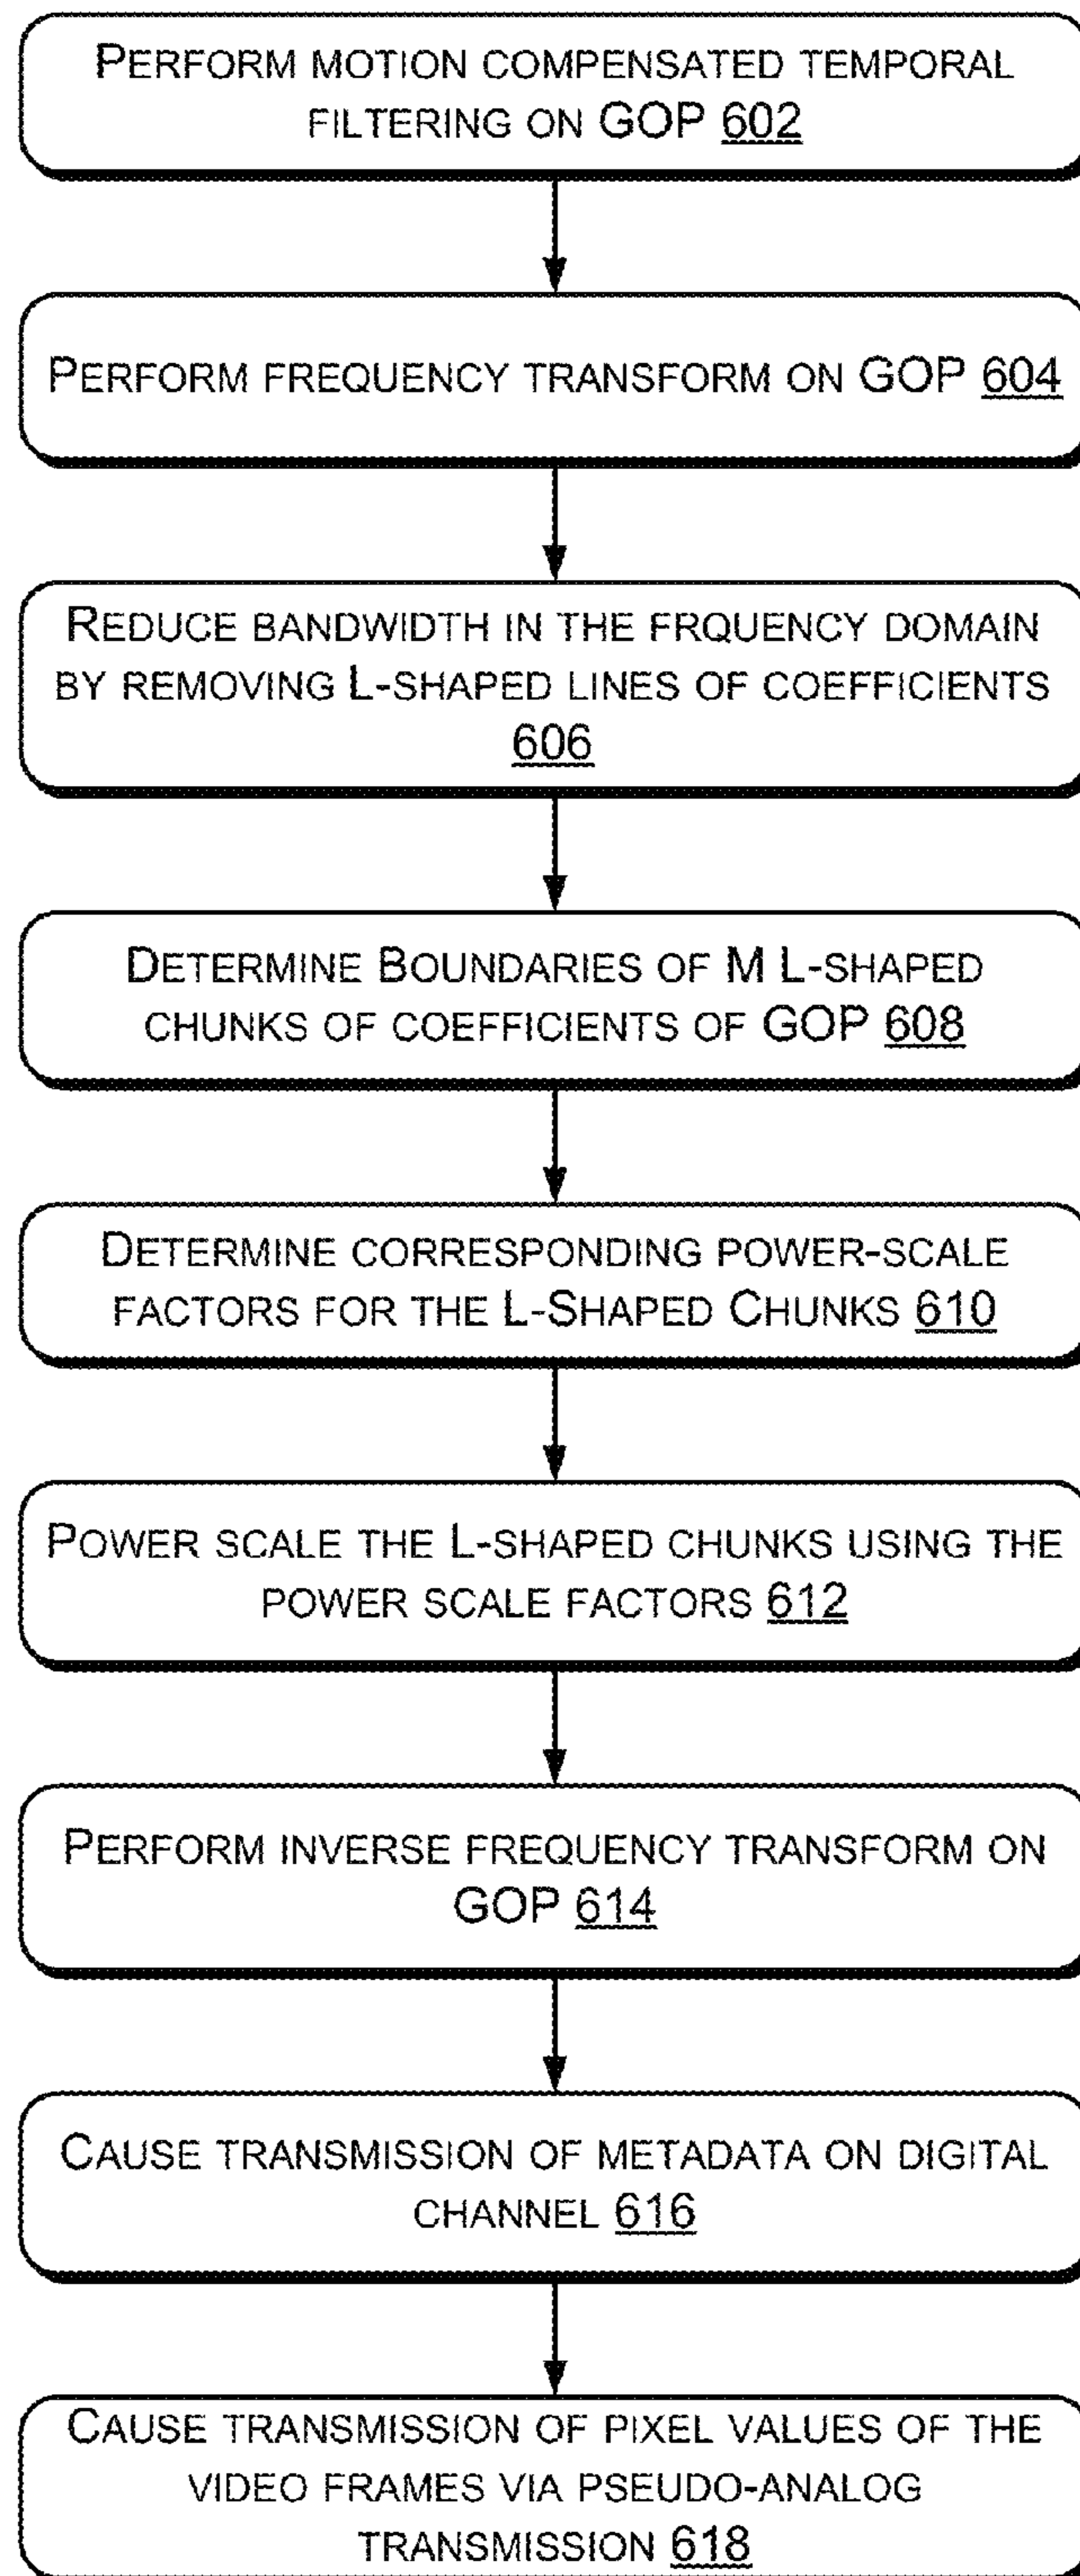 PERFORM MOTION COMPENSATED TEMPORAL
FILTERING ON GOP 602
PERFORM FREQUENCY TRANSFORM ON GOP 604
REDUCE BANDWIDTH IN THE FRQUENCY DOMAIN
BY REMOVING L-SHAPED LINES OF COEFFICIENTS
606
DETERMINE BOUNDARIES OF M L-SHAPED
CHUNKS OF COEFFICIENTS OF GOP 608
DETERMINE CORRESPONDING POWER-SCALE
FACTORS FOR THE L-SHAPED CHUNKS 610
POWER SCALE THE L-SHAPED CHUNKS USING THE
POWER SCALE FACTORS 612
PERFORM INVERSE FREQUENCY TRANSFORM ON
GOP 614
CAUSE TRANSMISSION OF METADATA ON DIGITAL
CHANNEL 616
CAUSE TRANSMISSION OF PIXEL VALUES OF THE
VIDEO FRAMES VIA PSEUDO-ANALOG
TRANSMISSION 618